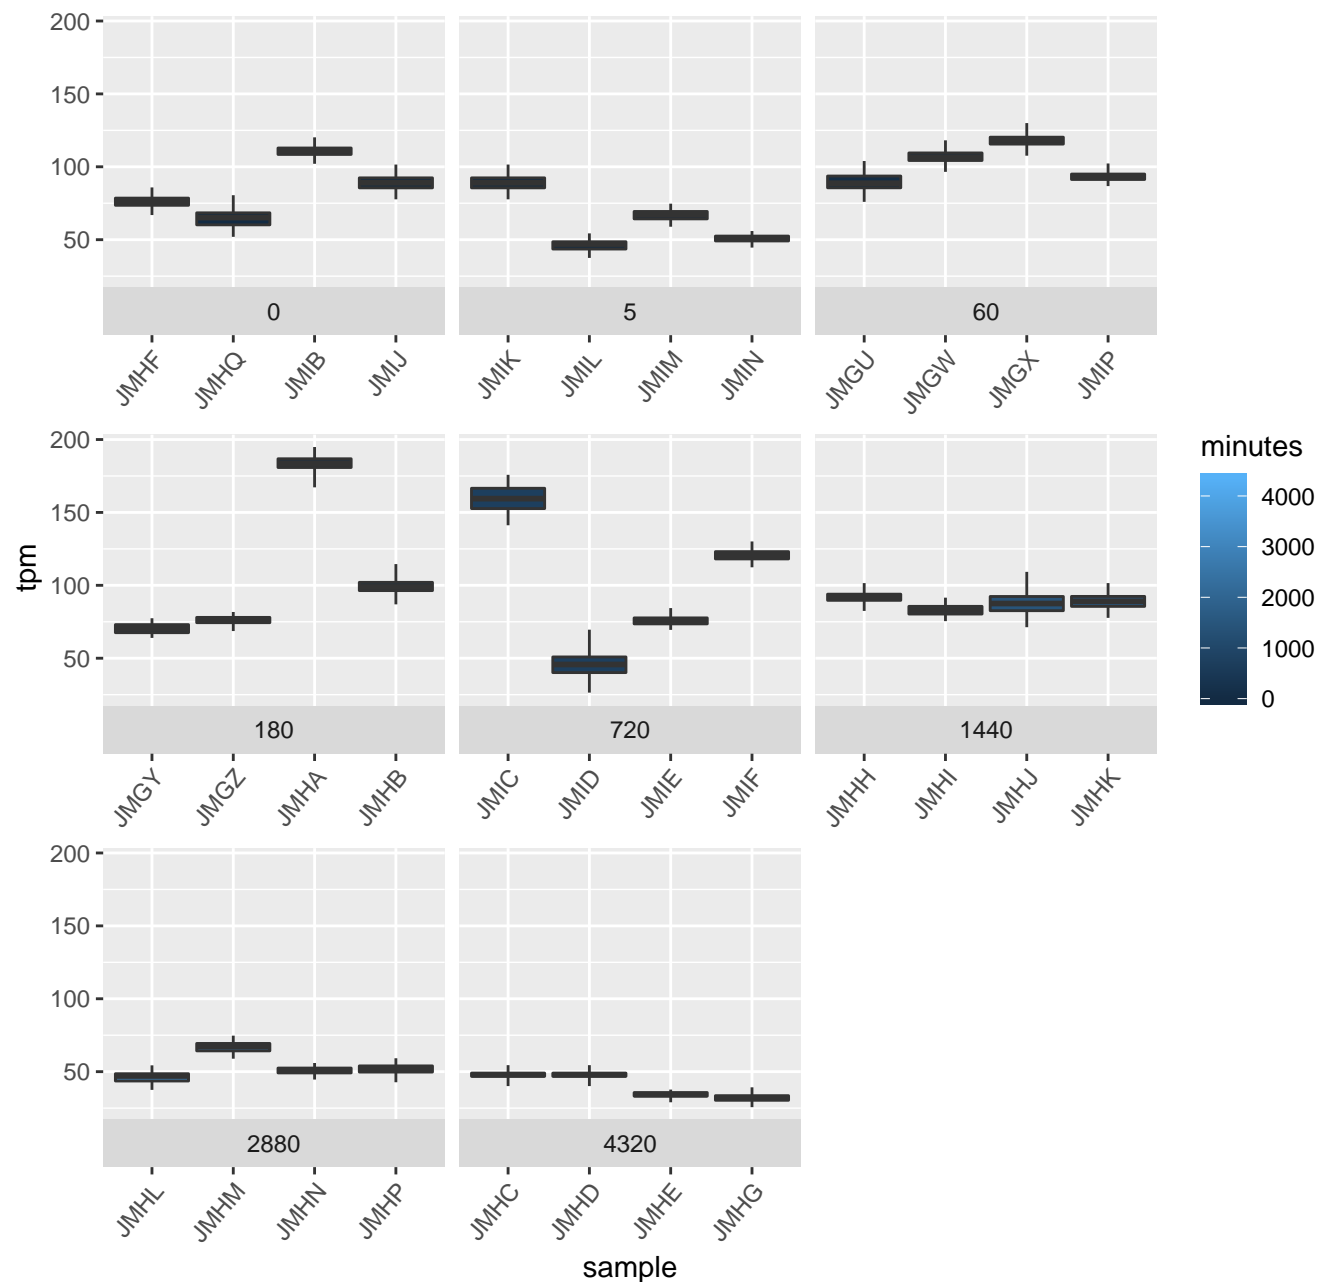 200
150
100
50
0
5
60
JMHF
JMHQ
JMIB
JMIJ
JMIK
JMIL
JMIM
JMIN
JMGU
JMGW
JMGX
JMIP
200
150
100
50
tpm
180
720
1440
JMGY
JMGZ
JMHA
JMHB
JMIC
JMID
JMIE
JMIF
JMHH
JMHI
JMHJ
JMHK
minutes
4000
3000
2000
1000
0
200
150
100
50
2880
4320
JMHL
JMHM
JMHN
JMHP
JMHC
JMHD
JMHE
JMHG
sample